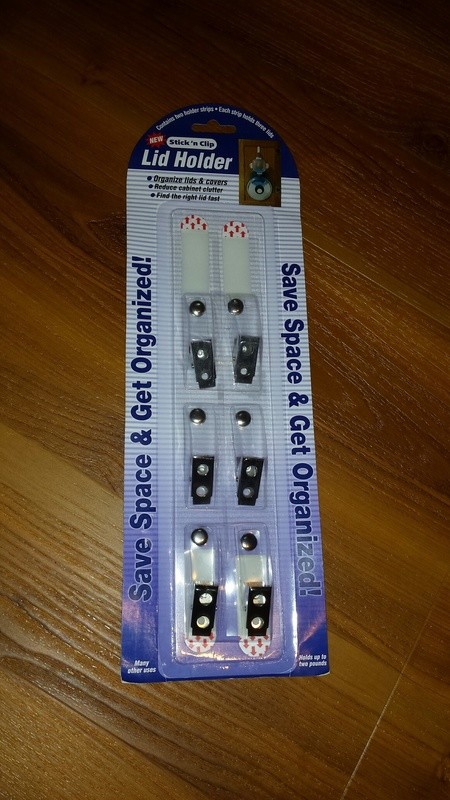 Contains two holder strips • Each strip holds three lids
NEW
Stick 'n Clip
Lid Holder
• Organize lids & covers
• Reduce cabinet clutter
• Find the right lid fast
Save Space & Get Organized!
Save Space & Get Organized!
Many
other uses
Holds up to
two pounds